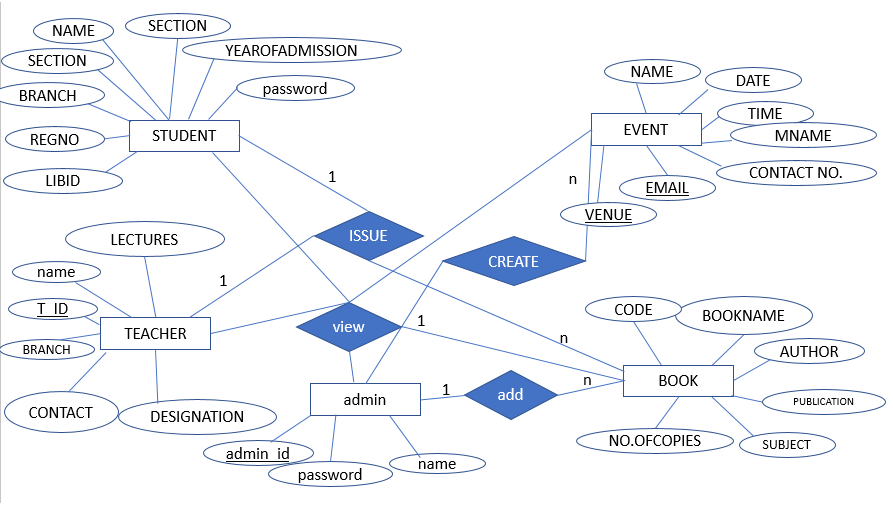 NAME
SECTION
YEAROFADMISSION
SECTION
BRANCH
password
STUDENT
REGNO
LIBID
NAME
DATE
TIME
MNAME
EVENT
CONTACT NO.
EMAIL
VENUE
1
n
ISSUE
CREATE
LECTURES
name
T_ID
TEACHER
BRANCH
CONTACT
DESIGNATION
1
view
1
n
CODE
BOOKNAME
AUTHOR
BOOK
PUBLICATION
NO.OFCOPIES
SUBJECT
admin
1
add
n
admin_id
password
name